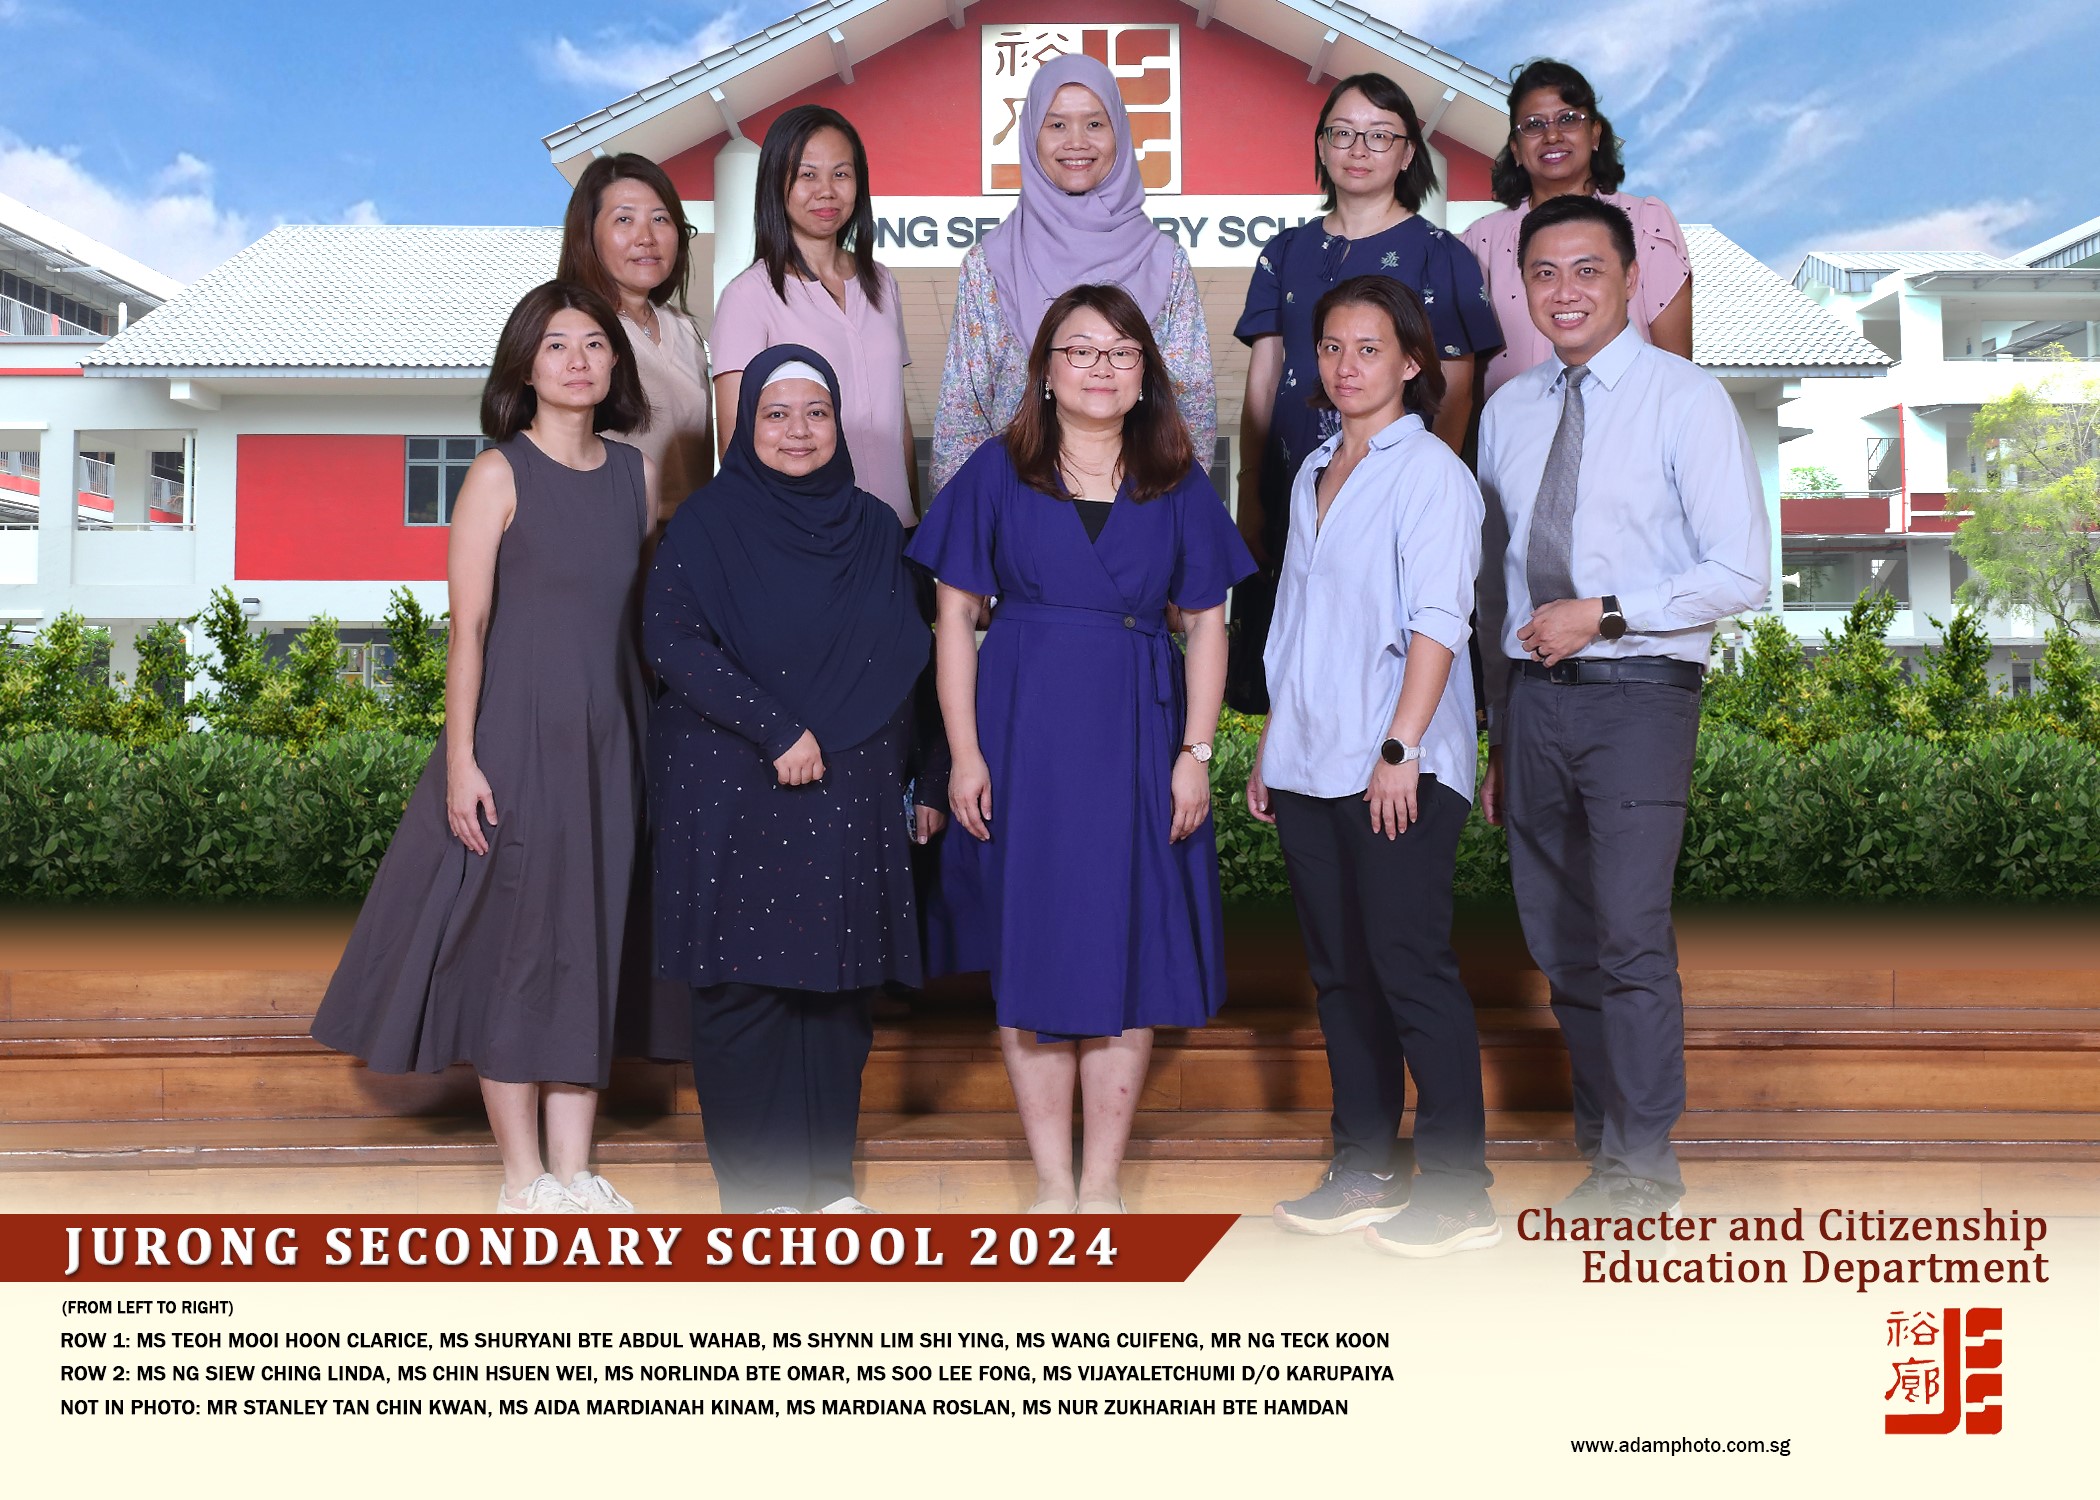 裕
JS
ONG SE RY SCH
JURONG SECONDARY SCHOOL 2024
Character and Citizenship
Education Department
(FROM LEFT TO RIGHT)
ROW 1: MS TEOH MOOI HOON CLARICE, MS SHURYANI BTE ABDUL WAHAB, MS SHYNN LIM SHI YING, MS WANG CUIFENG, MR NG TECK KOON
ROW 2: MS NG SIEW CHING LINDA, MS CHIN HSUEN WEI, MS NORLINDA BTE OMAR, MS SOO LEE FONG, MS VIJAYALETCHUMI D/O KARUPAIYA
NOT IN PHOTO: MR STANLEY TAN CHIN KWAN, MS AIDA MARDIANAH KINAM, MS MARDIANA ROSLAN, MS NUR ZUKHARIAH BTE HAMDAN
裕廊
JSS
www.adamphoto.com.sg